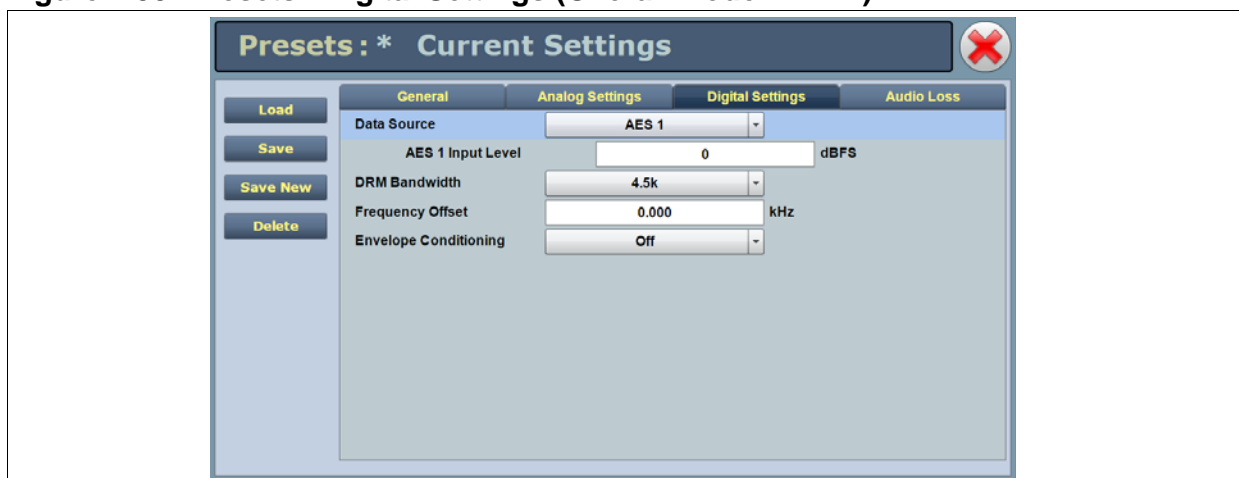 Presets:* Current Settings
Load
Save
Save New
Delete
General Analog Settings Digital Settings Audio Loss
Data Source AES 1
AES 1 Input Level 0 dBFS
DRM Bandwidth 4.5k
Frequency Offset 0.000 kHz
Envelope Conditioning Off